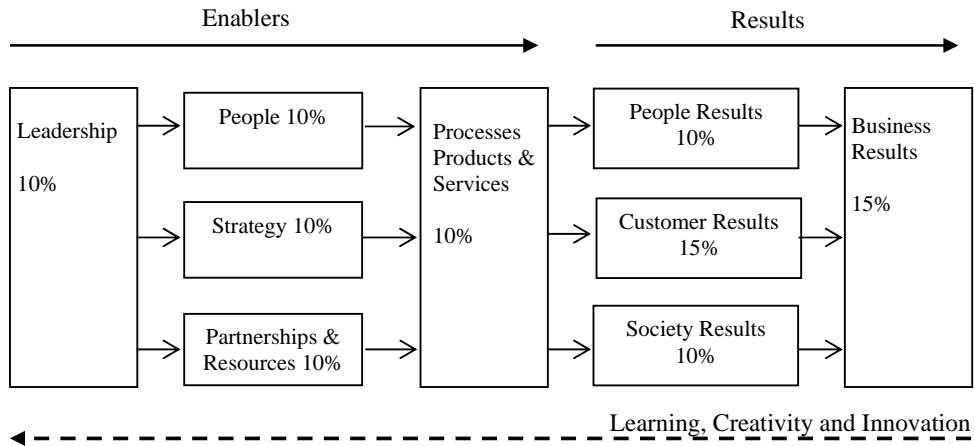 Enablers
Results
Leadership
10%
People 10%
Strategy 10%
Partnerships &
Resources 10%
Processes
Products &
Services
10%
People Results
10%
Customer Results
15%
Society Results
10%
Business
Results
15%
Learning, Creativity and Innovation